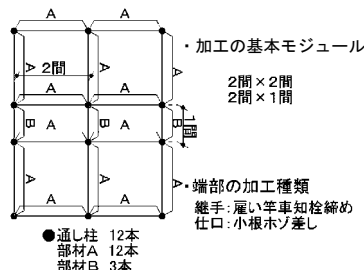 A A
・加工の基本モジュール
2間
A A A
2間×2間
2間×1間
A A
B A B A B
1間
A A
A A A
・端部の加工種類
継手:雇い竿車知栓締め
仕口:小根ホゾ差し
A A
●通し柱 12本
部材A 12本
部材B 3本